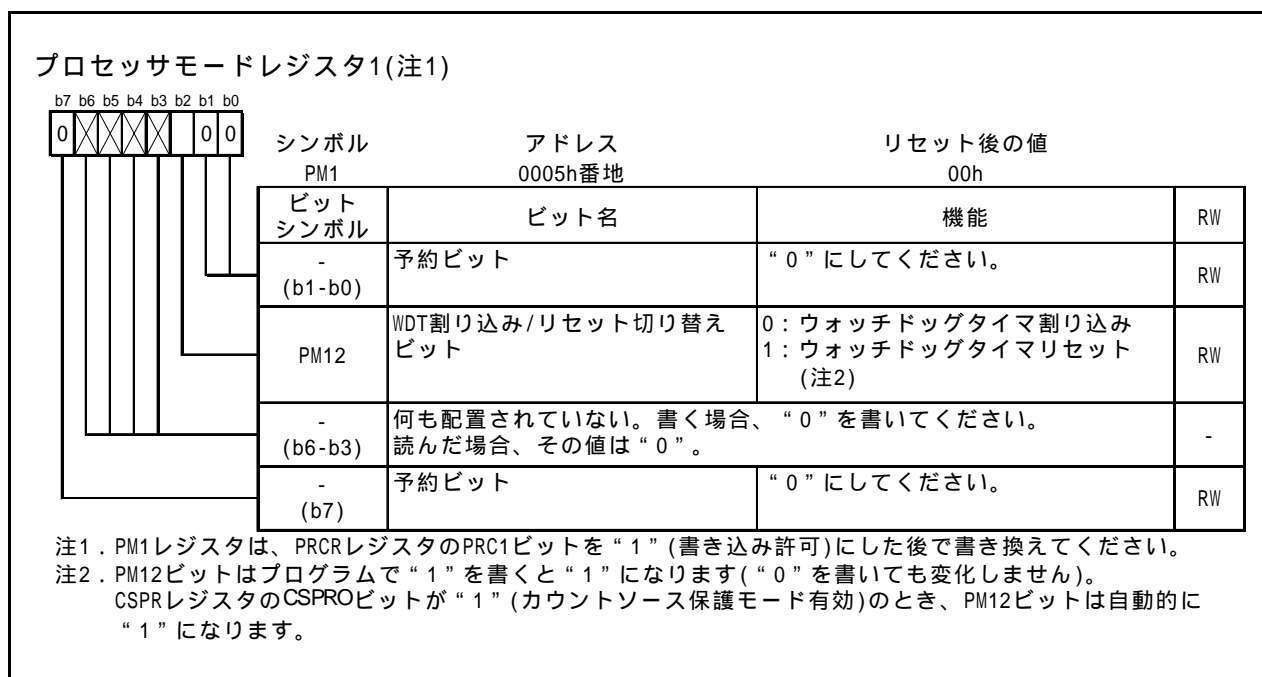 プロセッサモードレジスタ1(注1)
b7 b6 b5 b4 b3 b2 b1 b0
0 0 0
シンボル アドレス リセット後の値
PM1 0005h番地 00h
ビット
シンボル ビット名 機能 RW
-
(b1-b0) 予約ビット “0”にしてください。 RW
PM12 WDT割り込み/リセット切り替え
ビット 0:ウォッチドッグタイマ割り込み
1:ウォッチドッグタイマリセット
(注2) RW
-
(b6-b3) 何も配置されていない。書く場合、“0”を書いてください。
読んだ場合、その値は“0”。 -
-
(b7) 予約ビット “0”にしてください。 RW
注1.PM1レジスタは、PRCRレジスタのPRC1ビットを“1”(書き込み許可)にした後で書き換えてください。
注2.PM12ビットはプログラムで“1”を書くと“1”になります(“0”を書いても変化しません)。
CSPRレジスタのCSPROビットが“1”(カウントソース保護モード有効)のとき、PM12ビットは自動的に
“1”になります。